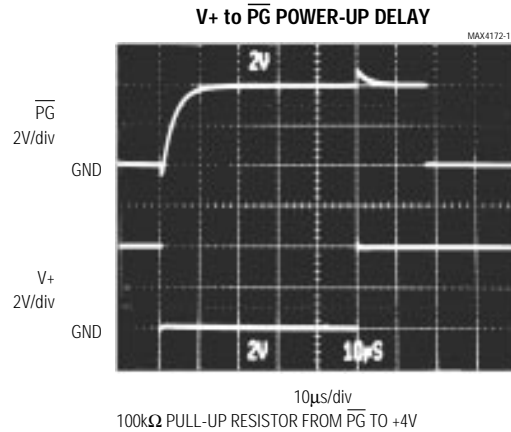 V+ to PG POWER-UP DELAY
MAX4172-1
2V
PG
2V/div
GND
V+
2V/div
GND
2V 10µS
10µs/div
100kΩ PULL-UP RESISTOR FROM PG TO +4V